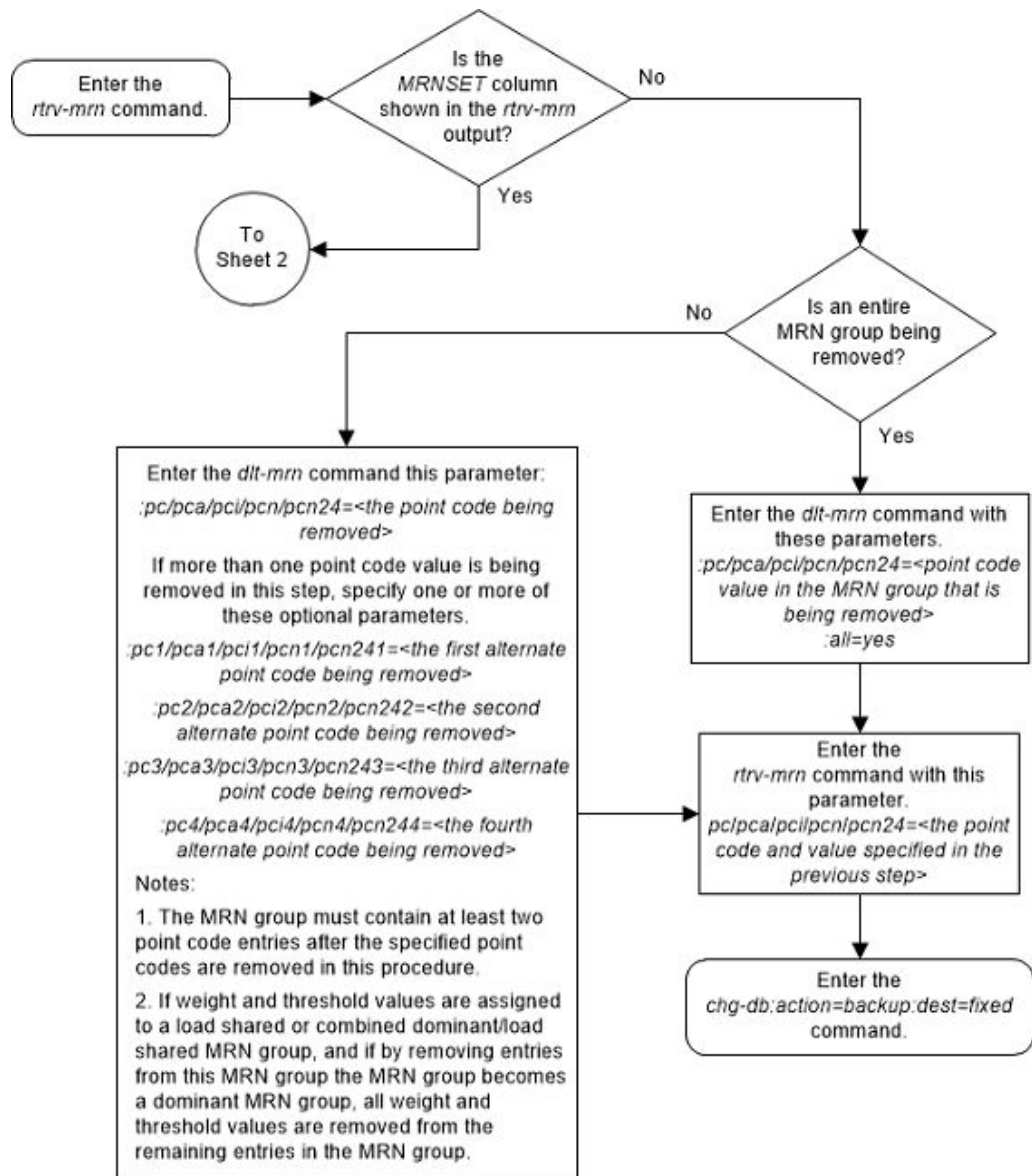 Enter the
rtrv-mrn command.
Is the
MRNSET column
shown in the rtrv-mrn
output?
No
Yes
To
Sheet 2
Is an entire
MRN group being
removed?
No
Yes
Enter the dlt-mrn command this parameter:
:pc/pca/pci/pcn/pcn24=<the point code being
removed>
If more than one point code value is being
removed in this step, specify one or more of
these optional parameters.
:pc1/pca1/pci1/pcn1/pcn241=<the first alternate
point code being removed>
:pc2/pca2/pci2/pcn2/pcn242=<the second
alternate point code being removed>
:pc3/pca3/pci3/pcn3/pcn243=<the third alternate
point code being removed>
:pc4/pca4/pci4/pcn4/pcn244=<the fourth
alternate point code being removed>
Notes:
1. The MRN group must contain at least two
point code entries after the specified point
codes are removed in this procedure.
2. If weight and threshold values are assigned
to a load shared or combined dominant/load
shared MRN group, and if by removing entries
from this MRN group the MRN group becomes
a dominant MRN group, all weight and
threshold values are removed from the
remaining entries in the MRN group.
Enter the dlt-mrn command with
these parameters.
:pc/pca/pci/pcn/pcn24=<point code
value in the MRN group that is
being removed>
:all=yes
Enter the
rtrv-mrn command with this
parameter.
pc/pca/pci/pcn/pcn24=<the point
code and value specified in the
previous step>
Enter the
chg-db:action=backup:dest=fixed
command.